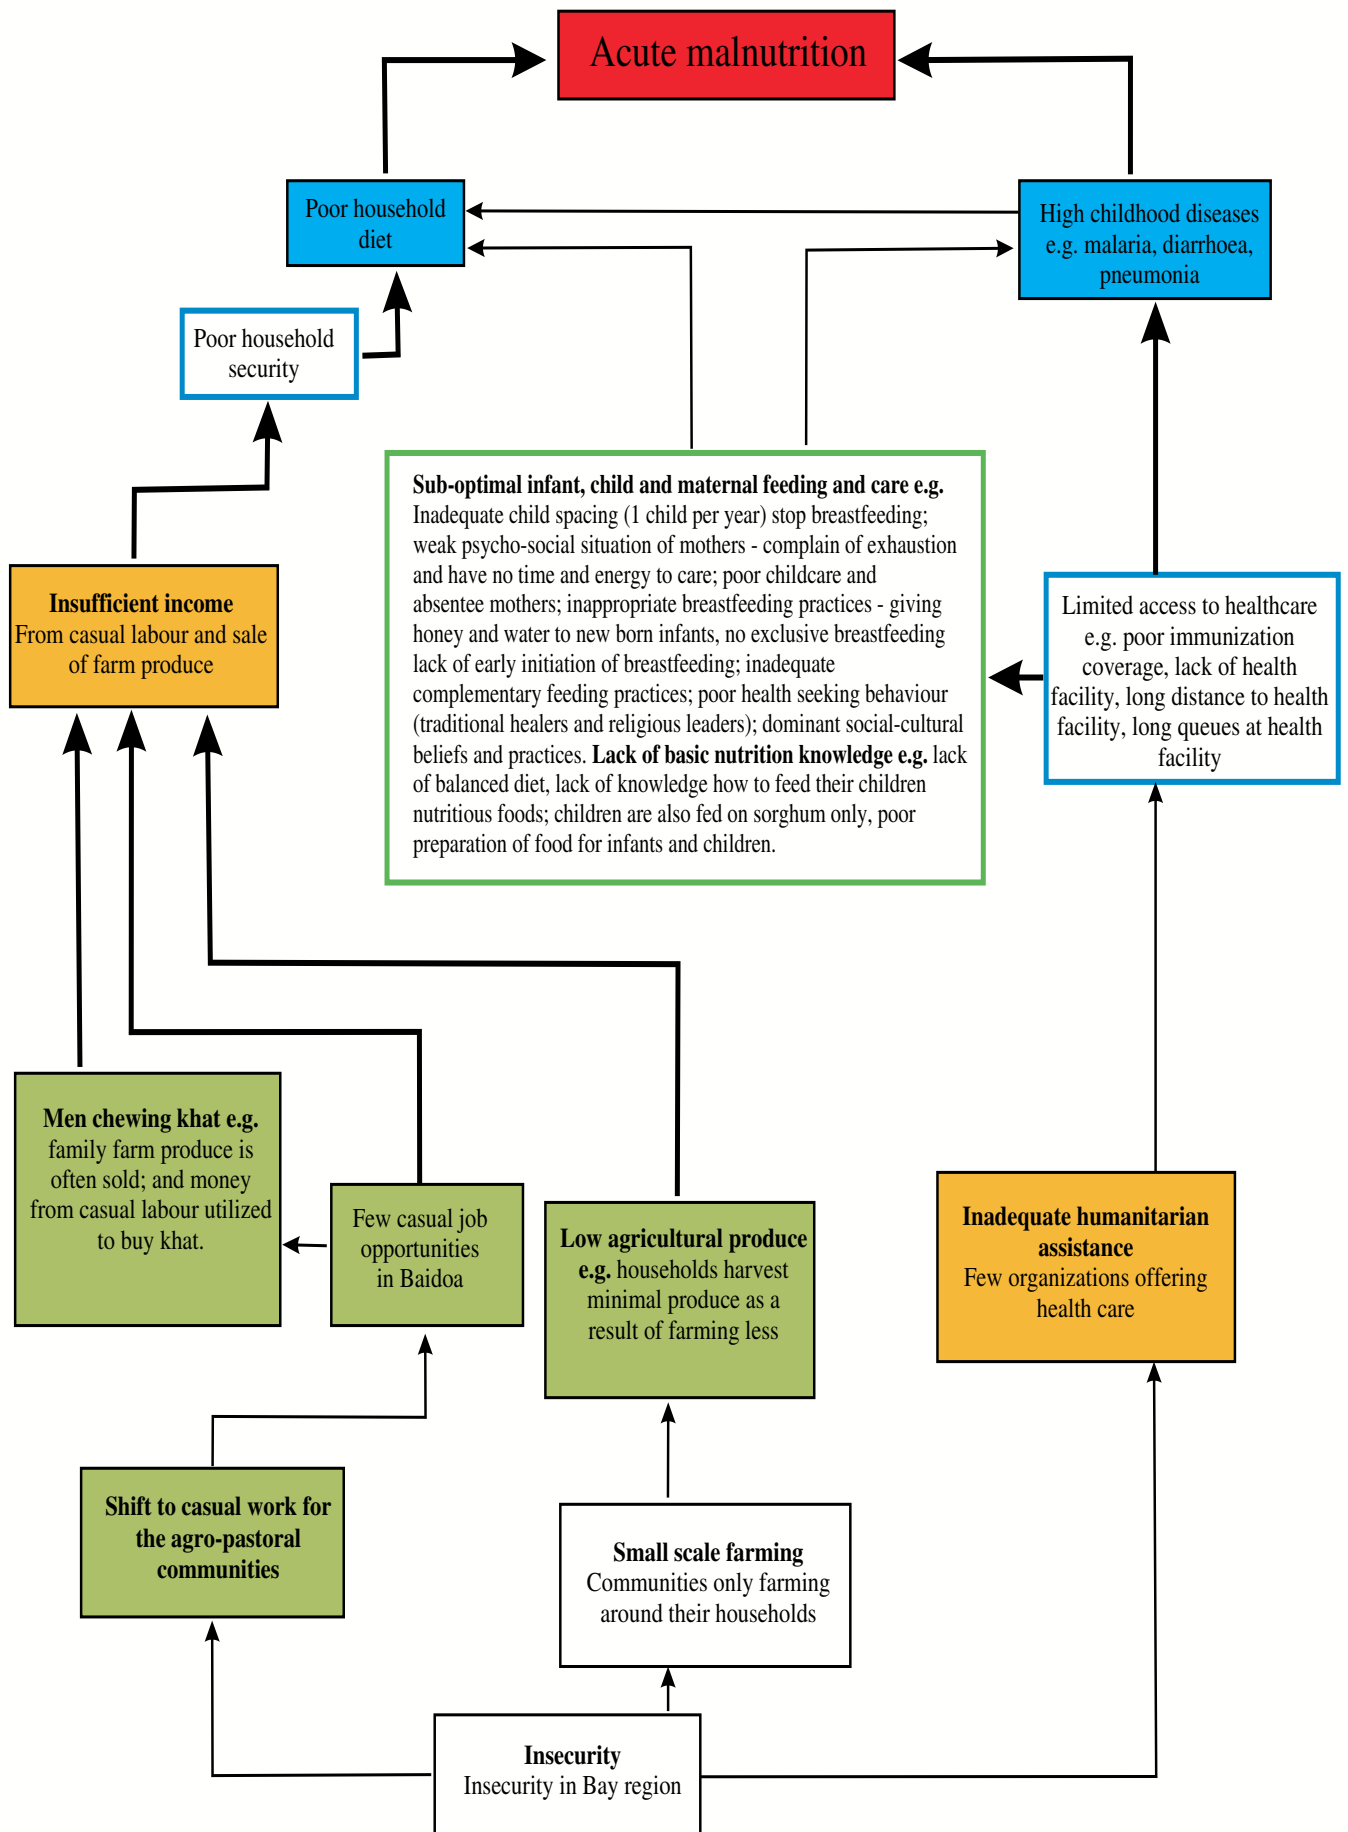 Acute malnutrition
Poor household
diet
High childhood diseases
e.g. malaria, diarrhoea,
pneumonia
Poor household
security
Sub-optimal infant, child and maternal feeding and care e.g.
Inadequate child spacing (1 child per year) stop breastfeeding;
weak psycho-social situation of mothers - complain of exhaustion
and have no time and energy to care; poor childcare and
absentee mothers; inappropriate breastfeeding practices - giving
honey and water to new born infants, no exclusive breastfeeding
lack of early initiation of breastfeeding; inadequate
complementary feeding practices; poor health seeking behaviour
(traditional healers and religious leaders); dominant social-cultural
beliefs and practices. Lack of basic nutrition knowledge e.g. lack
of balanced diet, lack of knowledge how to feed their children
nutritious foods; children are also fed on sorghum only, poor
preparation of food for infants and children.
Insufficient income
From casual labour and sale
of farm produce
Limited access to healthcare
e.g. poor immunization
coverage, lack of health
facility, long distance to health
facility, long queues at health
facility
Men chewing khat e.g.
family farm produce is
often sold; and money
from casual labour utilized
to buy khat.
Few casual job
opportunities
in Baidoa
Low agricultural produce
e.g. households harvest
minimal produce as a
result of farming less
Inadequate humanitarian
assistance
Few organizations offering
health care
Shift to casual work for
the agro-pastoral
communities
Small scale farming
Communities only farming
around their households
Insecurity
Insecurity in Bay region